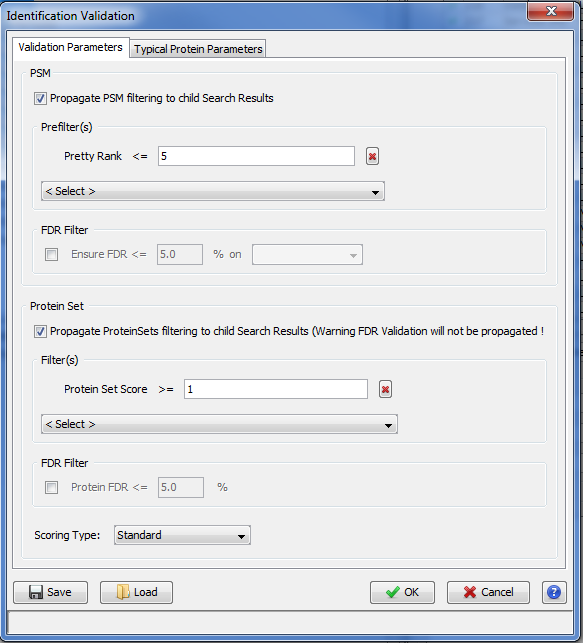 Identification Validation
Validation Parameters Typical Protein Parameters
PSM
Propagate PSM filtering to child Search Results
Prefilter(s)
Pretty Rank <= 5
< Select >
FDR Filter
Ensure FDR <= 5.0 % on
Protein Set
Propagate ProteinSets filtering to child Search Results (Warning FDR Validation will not be propagated !
Filter(s)
Protein Set Score >= 1
< Select >
FDR Filter
Protein FDR <= 5.0 %
Scoring Type: Standard
Save Load OK Cancel ?